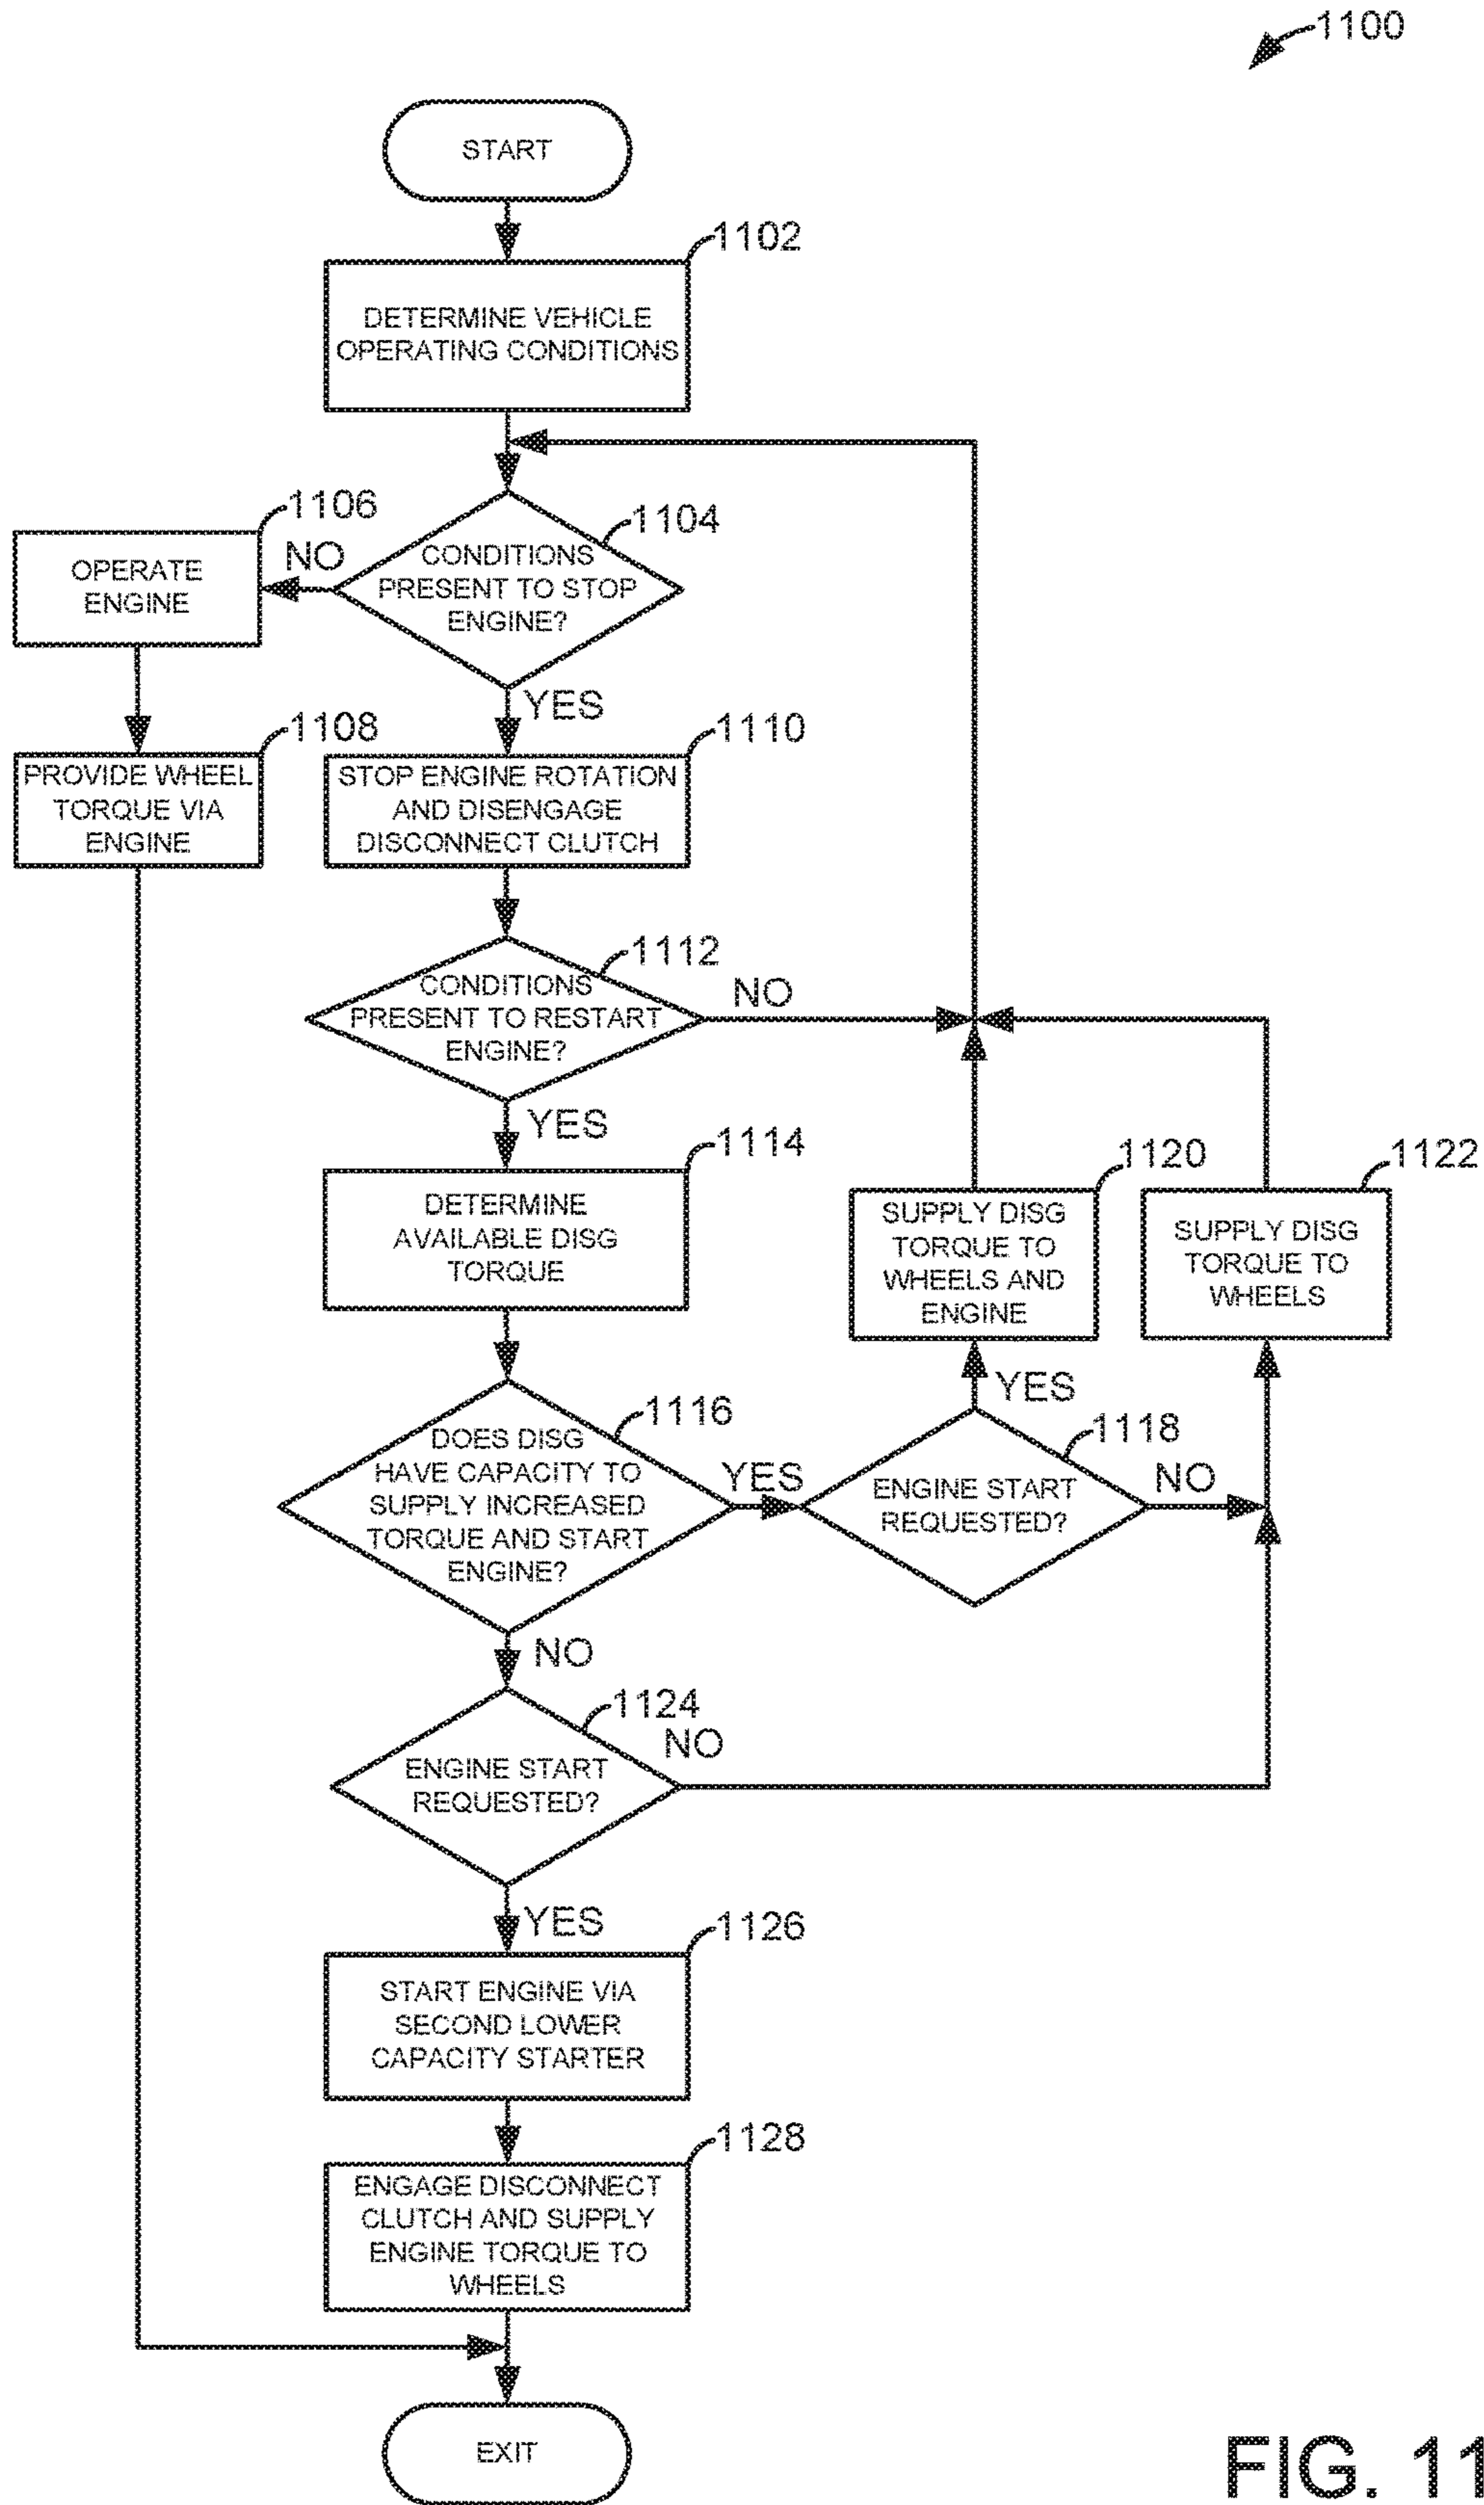 1100
START
1102
DETERMINE VEHICLE
OPERATING CONDITIONS
1106
OPERATE
ENGINE
NO
1104
CONDITIONS
PRESENT TO STOP
ENGINE?
YES
1108
PROVIDE WHEEL
TORQUE VIA
ENGINE
1110
STOP ENGINE ROTATION
AND DISENGAGE
DISCONNECT CLUTCH
1112
CONDITIONS
PRESENT TO RESTART
ENGINE?
NO
YES
1114
DETERMINE
AVAILABLE DISG
TORQUE
1120
SUPPLY DISG
TORQUE TO
WHEELS AND
ENGINE
1122
SUPPLY DISG
TORQUE TO
WHEELS
1116
DOES DISG
HAVE CAPACITY TO
SUPPLY INCREASED
TORQUE AND START
ENGINE?
YES
YES
1118
ENGINE START
REQUESTED?
NO
NO
1124
ENGINE START
REQUESTED?
NO
YES
1126
START ENGINE VIA
SECOND LOWER
CAPACITY STARTER
1128
ENGAGE DISCONNECT
CLUTCH AND SUPPLY
ENGINE TORQUE TO
WHEELS
EXIT
FIG. 11